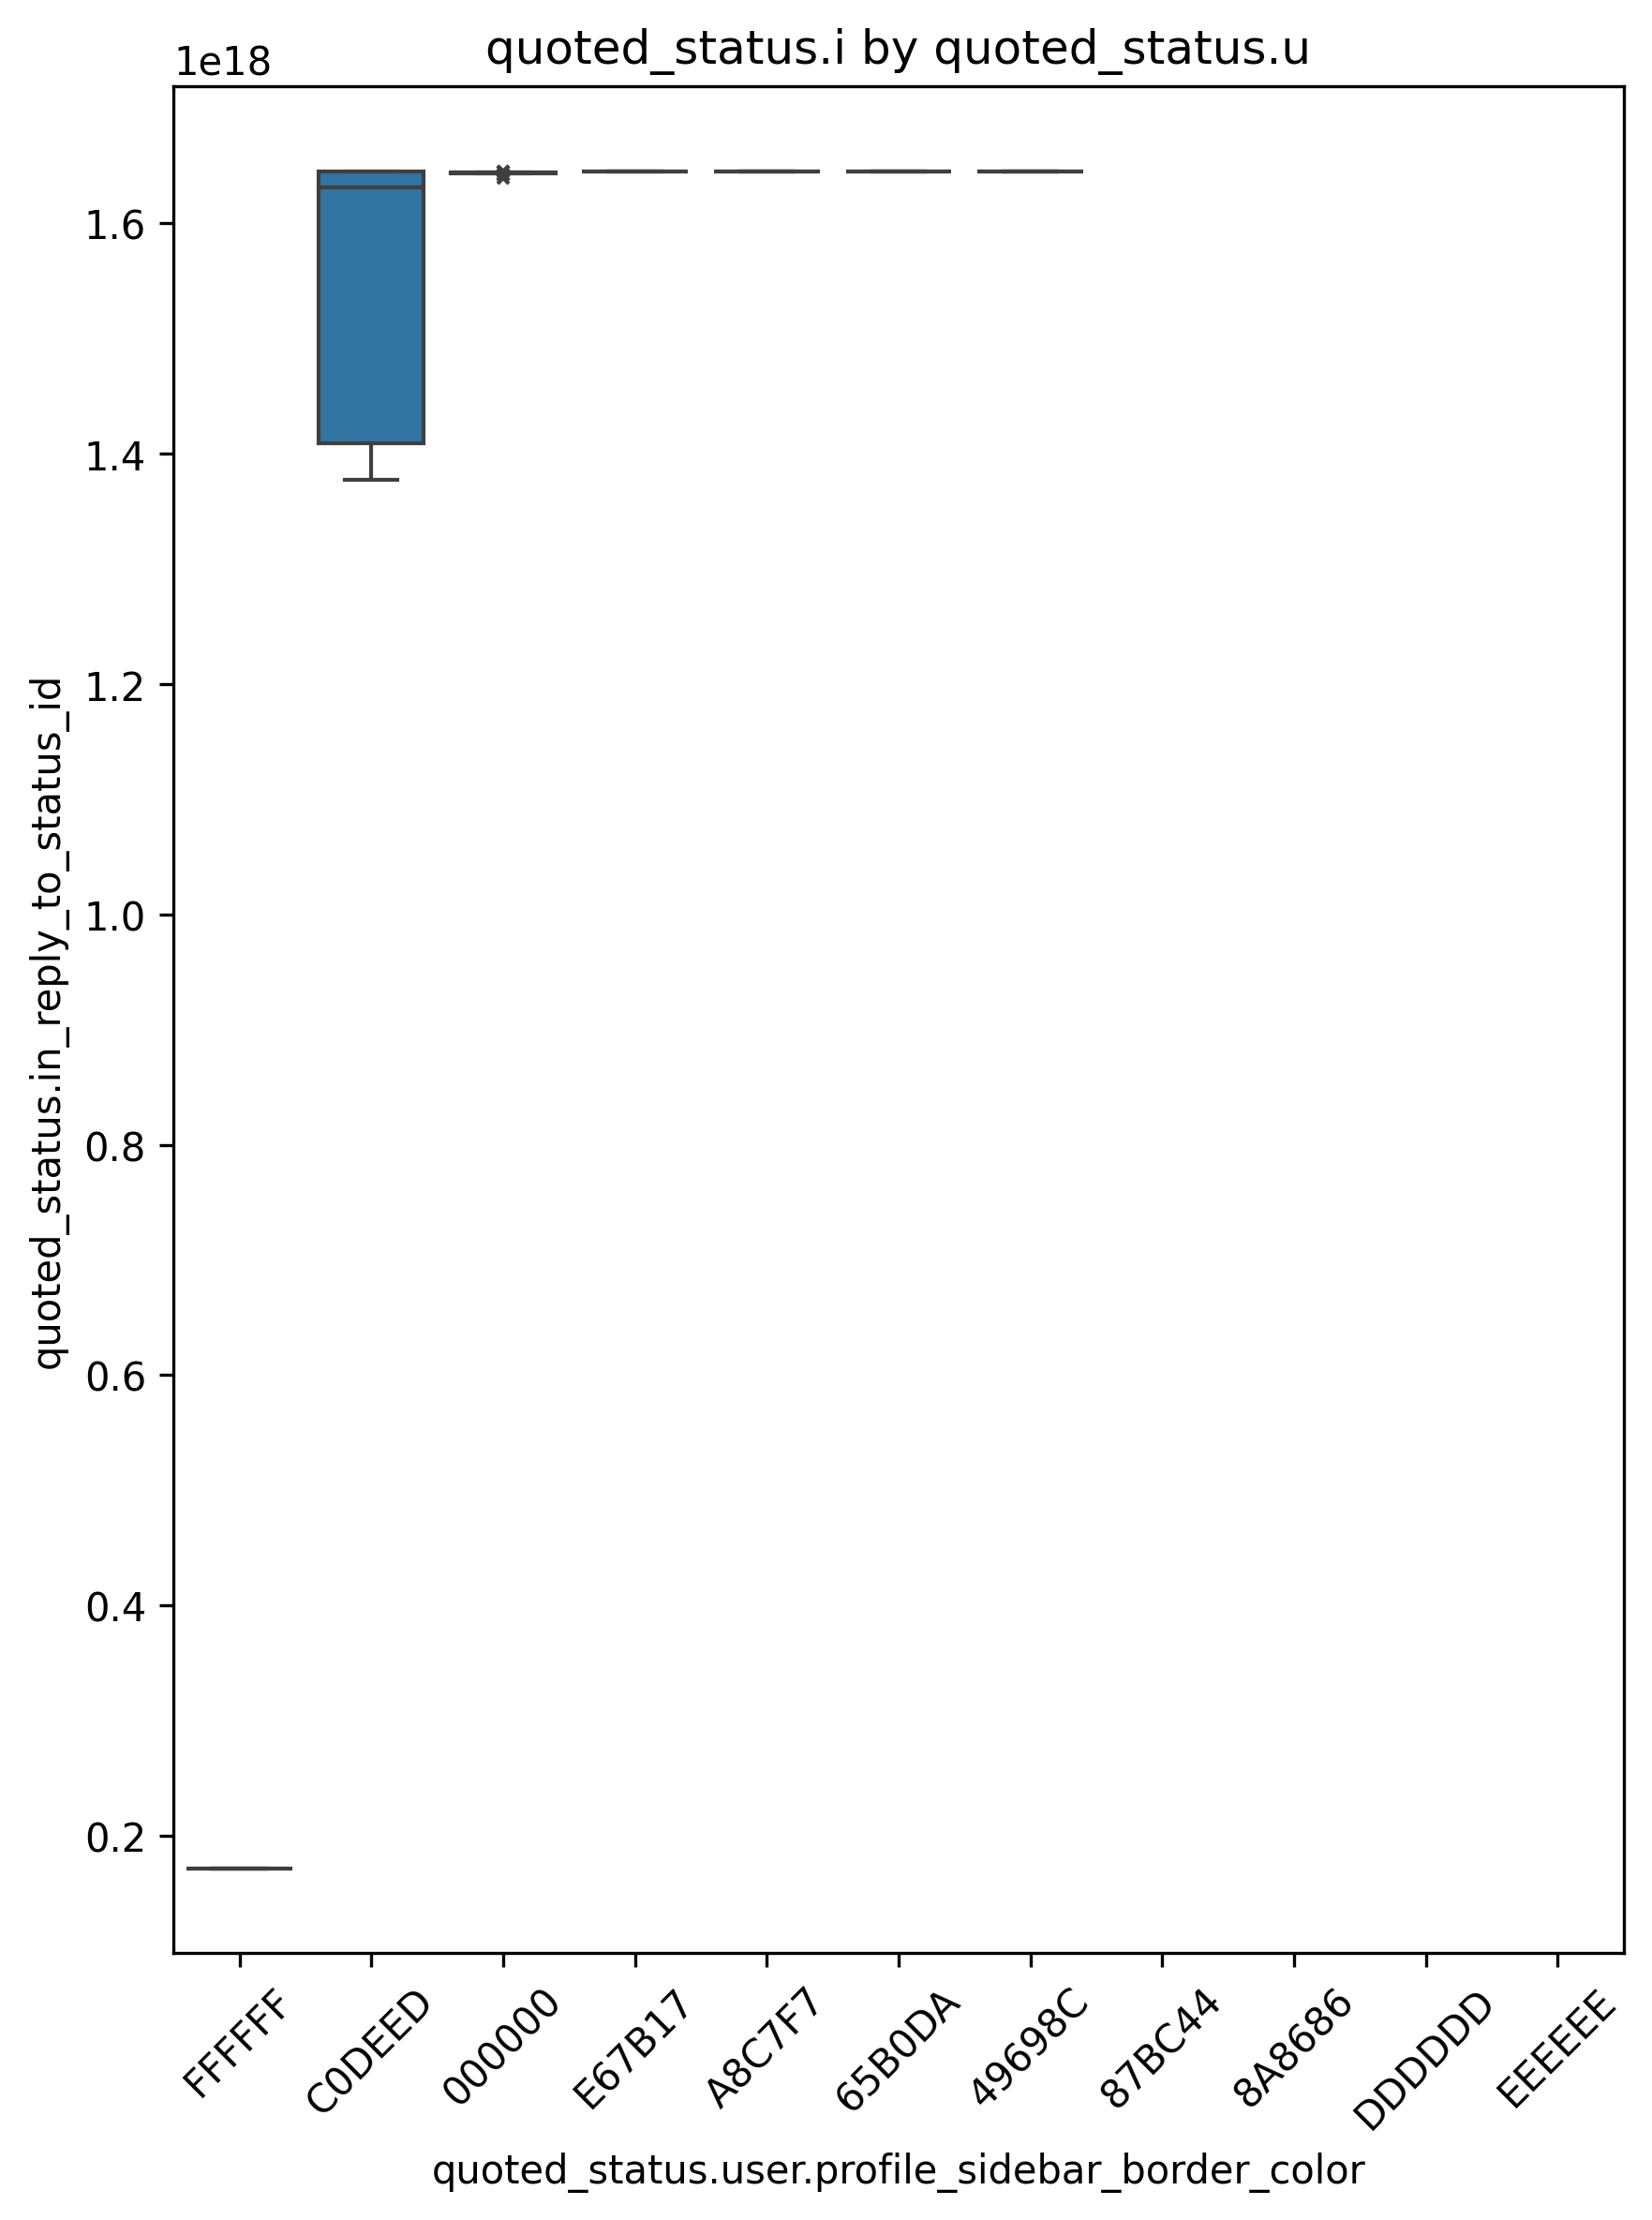 quoted_status.i by quoted_status.u
1e18
1.6
1.4
1.2
1.0
0.8
0.6
0.4
0.2
quoted_status.in_reply_to_status_id
FFFFFF
C0DEED
000000
E67B17
A8C7F7
65B0DA
49698C
87BC44
8A8686
DDDDDD
EEEEEE
quoted_status.user.profile_sidebar_border_color